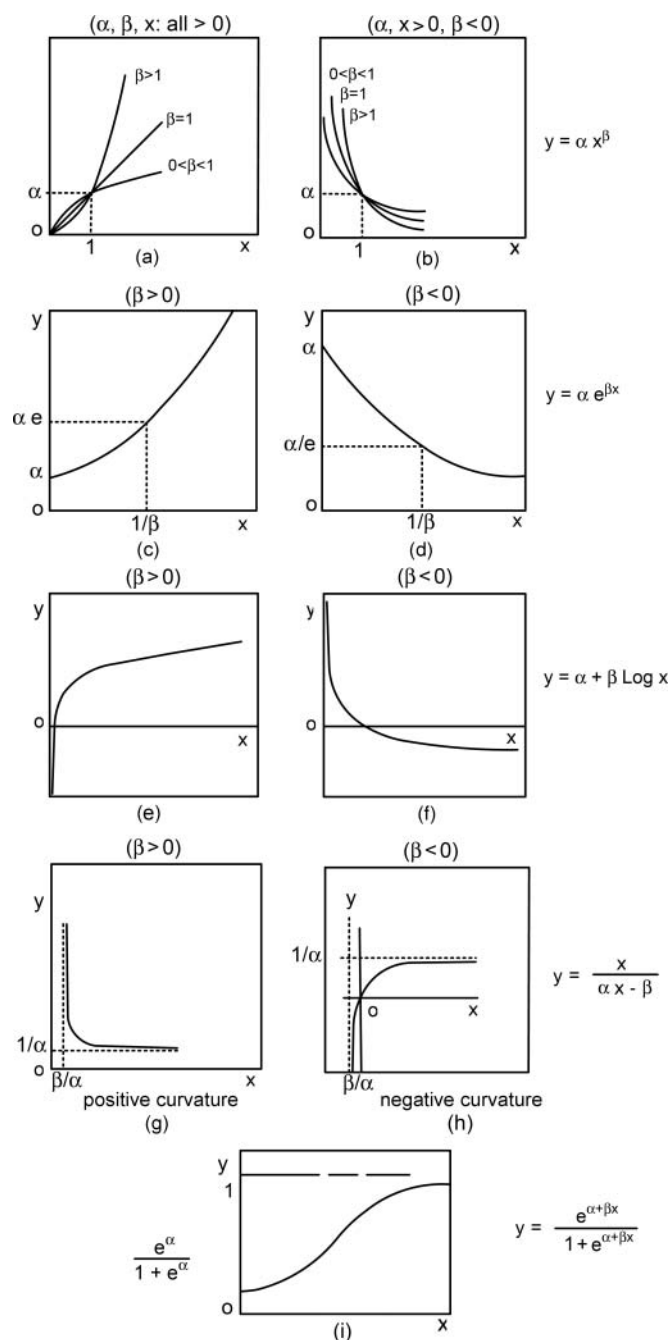 (α, β, x: all > 0)
(α, x>0, β<0)
β>1
β=1
0<β<1
α
o
1
x
(a)
0<β<1
β=1
β>1
α
o
1
x
(b)
y = α x^β
(β>0)
y
α e
α
o
1/β
x
(c)
(β<0)
y
α
α/e
o
1/β
x
(d)
y = α e^βx
(β>0)
y
o
x
(e)
(β<0)
y
o
x
(f)
y = α + β Log x
(β>0)
y
1/α
o
β/α
x
positive curvature
(g)
(β<0)
y
1/α
o
x
β/α
negative curvature
(h)
y = x / (α x - β)
y
1
e^α / (1 + e^α)
o
x
(i)
y = e^(α+βx) / (1 + e^(α+βx))